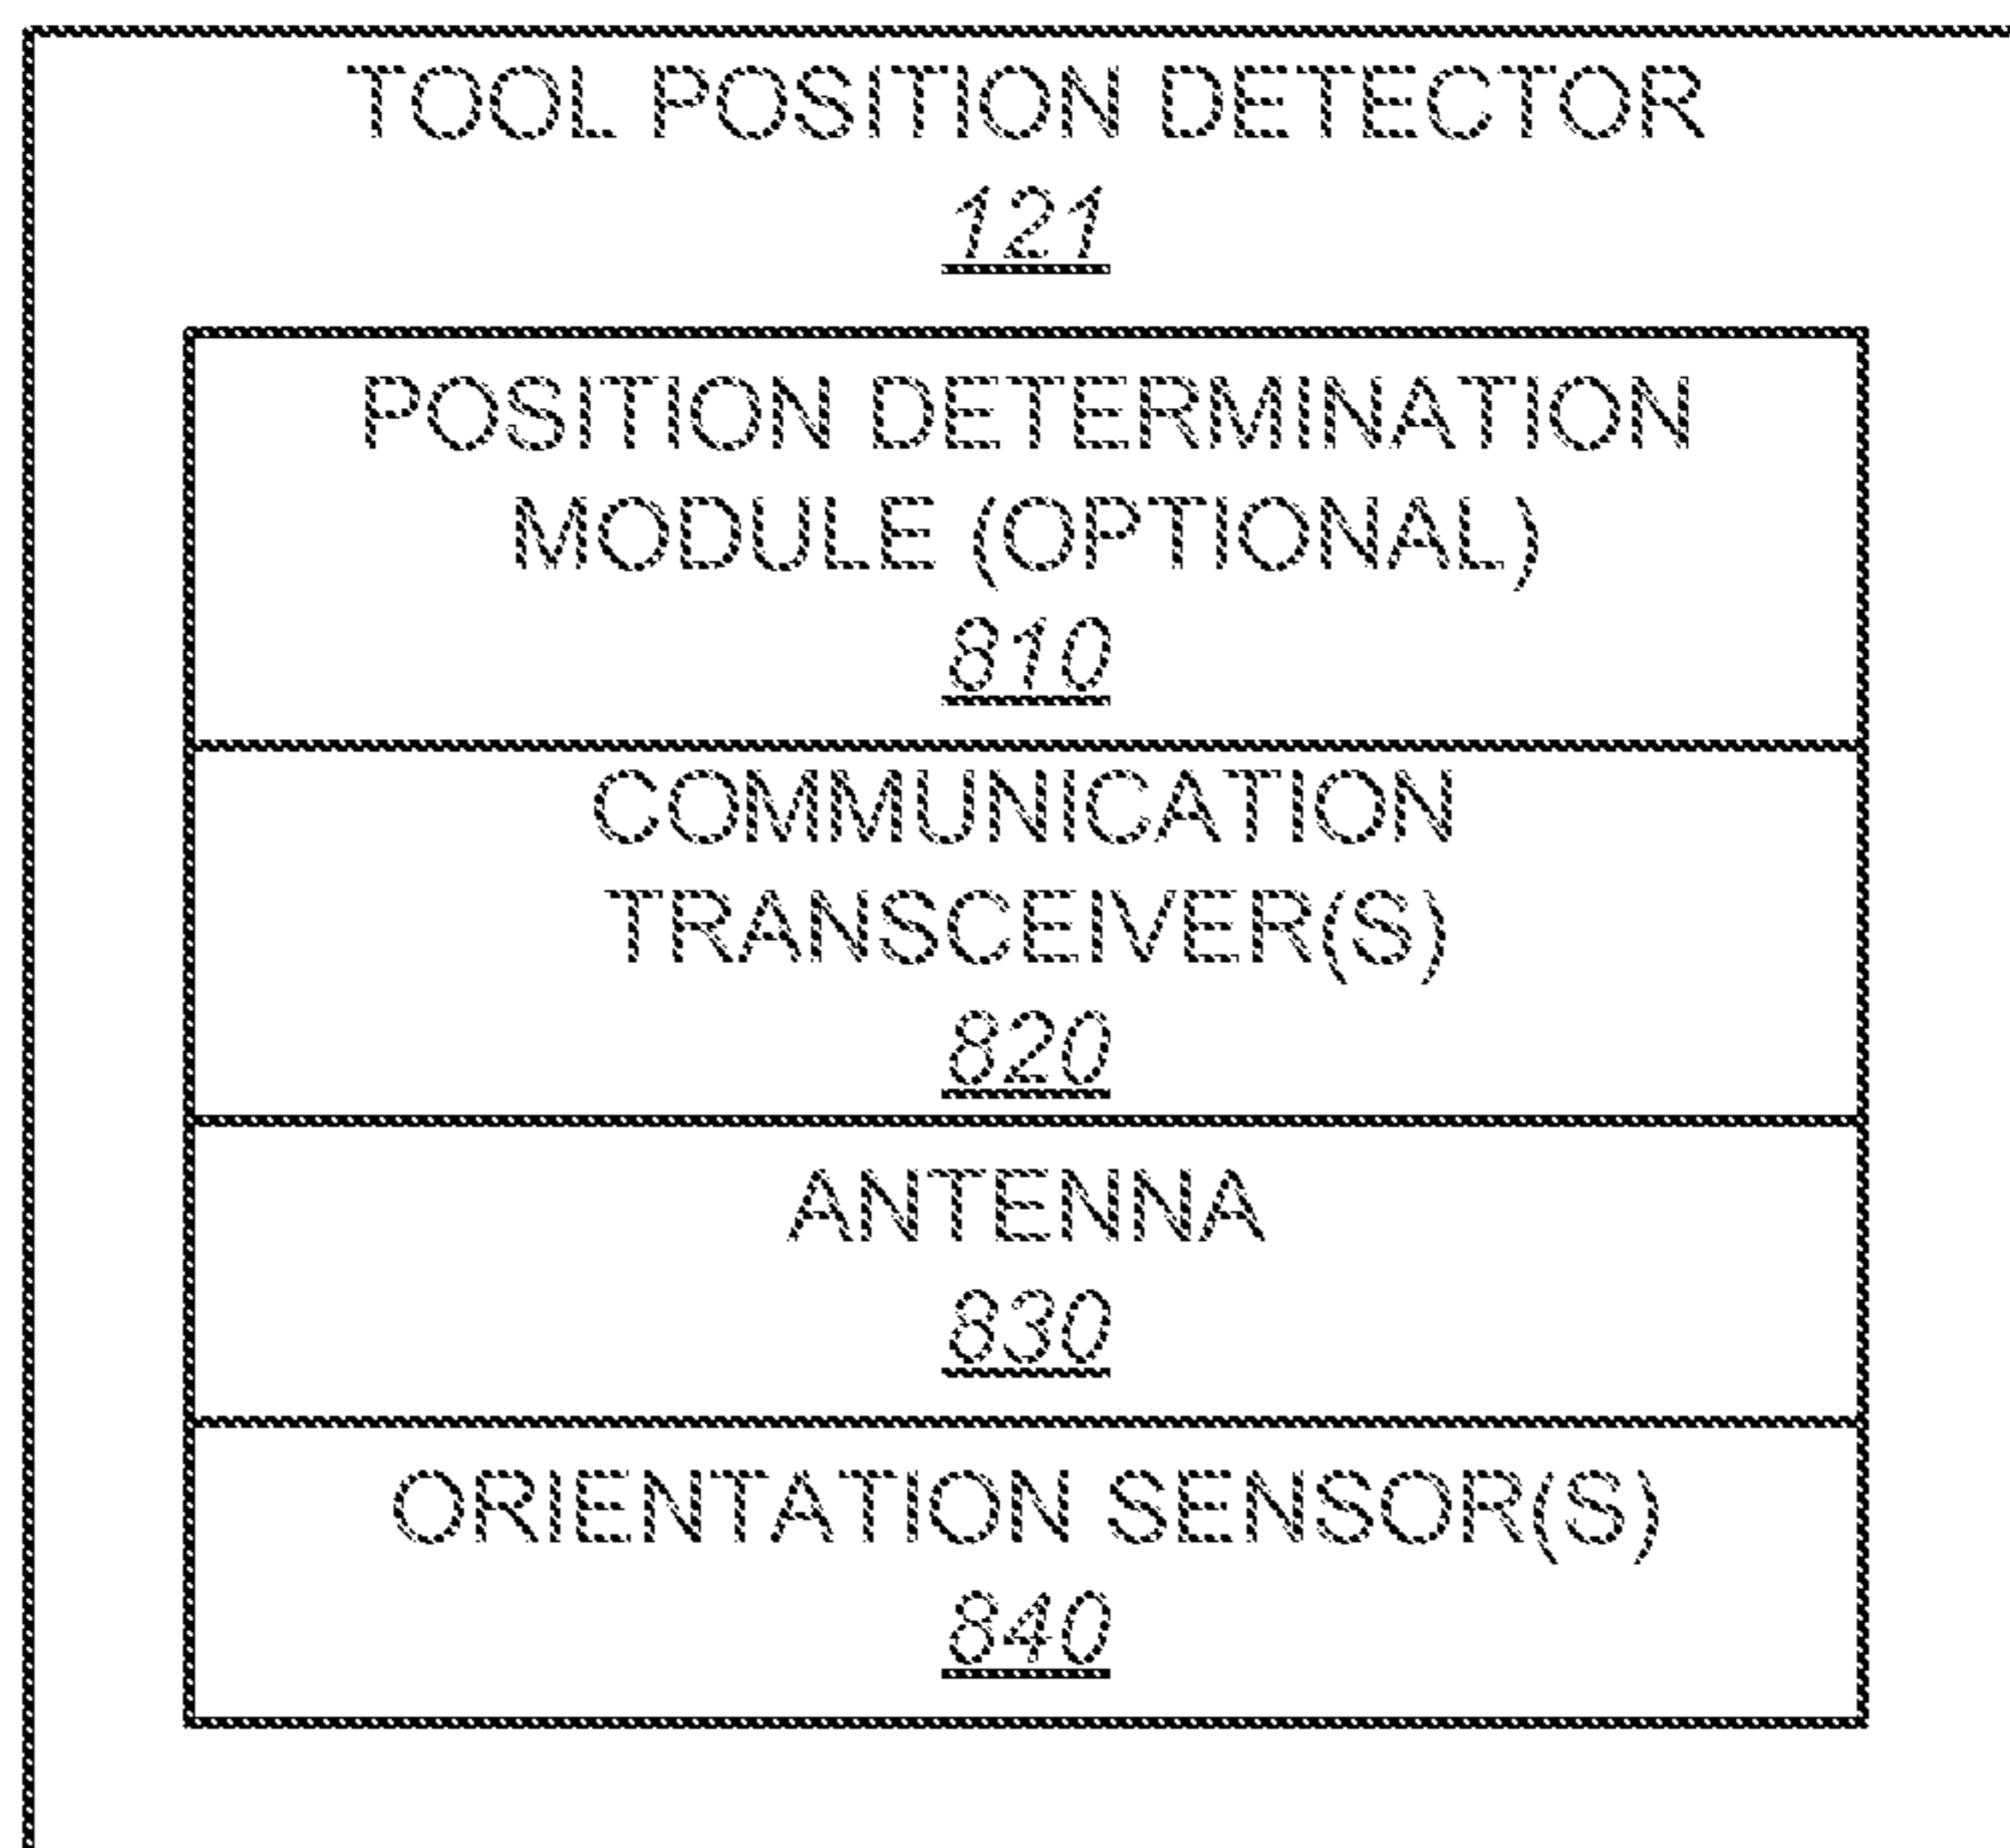 TOOL POSITION DETECTOR
121
POSITION DETERMINATION
MODULE (OPTIONAL)
810
COMMUNICATION
TRANSCEIVER(S)
820
ANTENNA
830
ORIENTATION SENSOR(S)
840